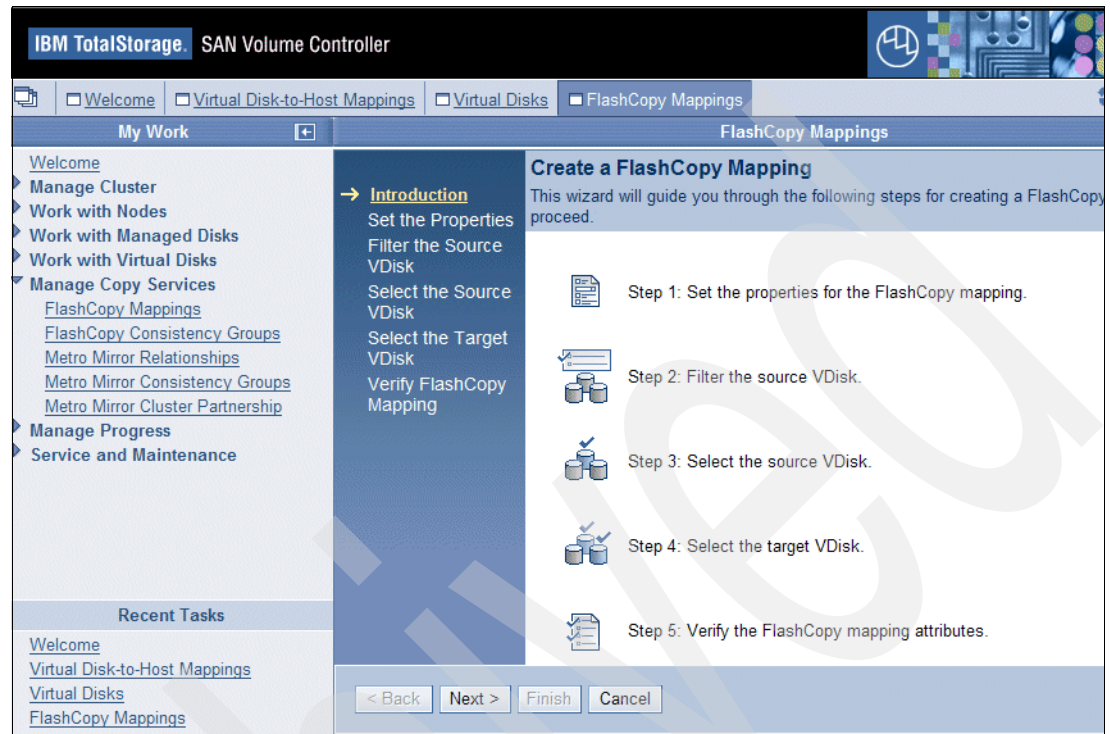 IBM TotalStorage. SAN Volume Controller
Welcome
Virtual Disk-to-Host Mappings
Virtual Disks
FlashCopy Mappings
My Work
FlashCopy Mappings
Welcome
Manage Cluster
Work with Nodes
Work with Managed Disks
Work with Virtual Disks
Manage Copy Services
FlashCopy Mappings
FlashCopy Consistency Groups
Metro Mirror Relationships
Metro Mirror Consistency Groups
Metro Mirror Cluster Partnership
Manage Progress
Service and Maintenance
Recent Tasks
Welcome
Virtual Disk-to-Host Mappings
Virtual Disks
FlashCopy Mappings
Introduction
Set the Properties
Filter the Source
VDisk
Select the Source
VDisk
Select the Target
VDisk
Verify FlashCopy
Mapping
Create a FlashCopy Mapping
This wizard will guide you through the following steps for creating a FlashCopy
proceed.
Step 1: Set the properties for the FlashCopy mapping.
Step 2: Filter the source VDisk.
Step 3: Select the source VDisk.
Step 4: Select the target VDisk.
Step 5: Verify the FlashCopy mapping attributes.
< Back
Next >
Finish
Cancel